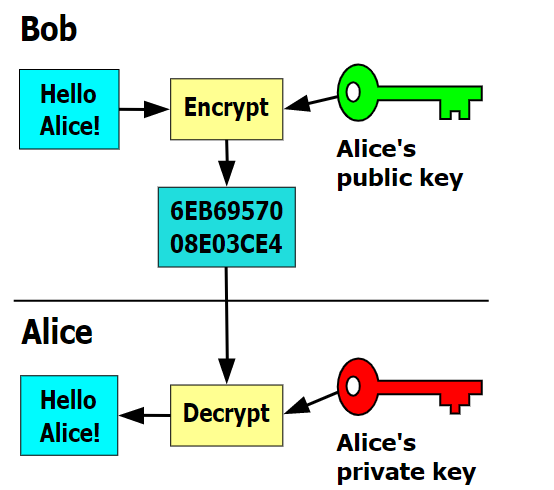 Bob
Hello
Alice!
Encrypt
Alice's
public key
6EB69570
08E03CE4
Alice
Hello
Alice!
Decrypt
Alice's
private key